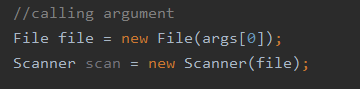 //calling argument
File file = new File(args[0]);
Scanner scan = new Scanner(file);